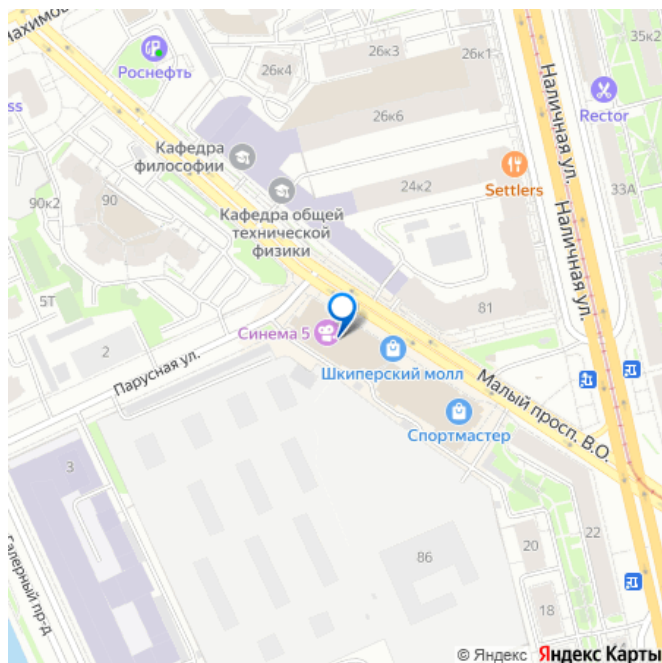 Нахимов
35к2
26к3
26к1
Роснефть
26к4
Наличная ул.
Rector
ss
26к6
Кафедра
философии
Settlers
33А
24к2
90к2
90
Кафедра общей
технической
физики
Наличная ул.
5Т
81
Синема 5
2
Парусная ул.
Шкиперский молл
Малый просп. В.О.
Спортмастер
3
22
20
86
Галерный пр-д
18
© Яндекс Яндекс Карты